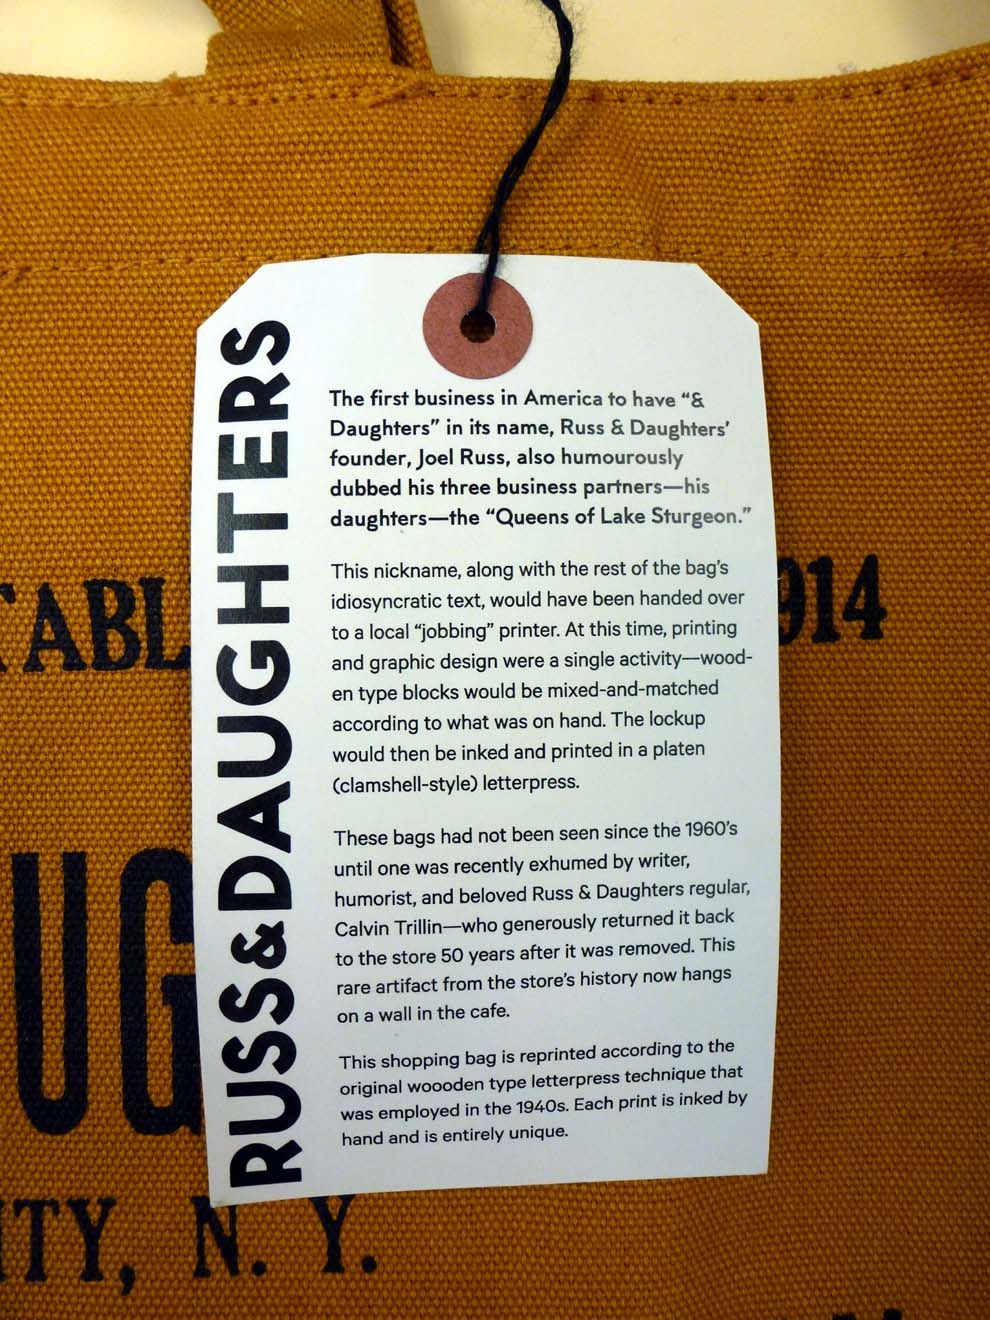 RUSS&DAUGHTERS
The first business in America to have “&
Daughters” in its name, Russ & Daughters’
founder, Joel Russ, also humourously
dubbed his three business partners—his
daughters—the “Queens of Lake Sturgeon.”
This nickname, along with the rest of the bag’s
idiosyncratic text, would have been handed over
to a local “jobbing” printer. At this time, printing
and graphic design were a single activity—wood-
en type blocks would be mixed-and-matched
according to what was on hand. The lockup
would then be inked and printed in a platen
(clamshell-style) letterpress.
These bags had not been seen since the 1960’s
until one was recently exhumed by writer,
humorist, and beloved Russ & Daughters regular,
Calvin Trillin—who generously returned it back
to the store 50 years after it was removed. This
rare artifact from the store’s history now hangs
on a wall in the cafe.
This shopping bag is reprinted according to the
original woooden type letterpress technique that
was employed in the 1940s. Each print is inked by
hand and is entirely unique.
TABL 914
UG
ITY, N. Y.